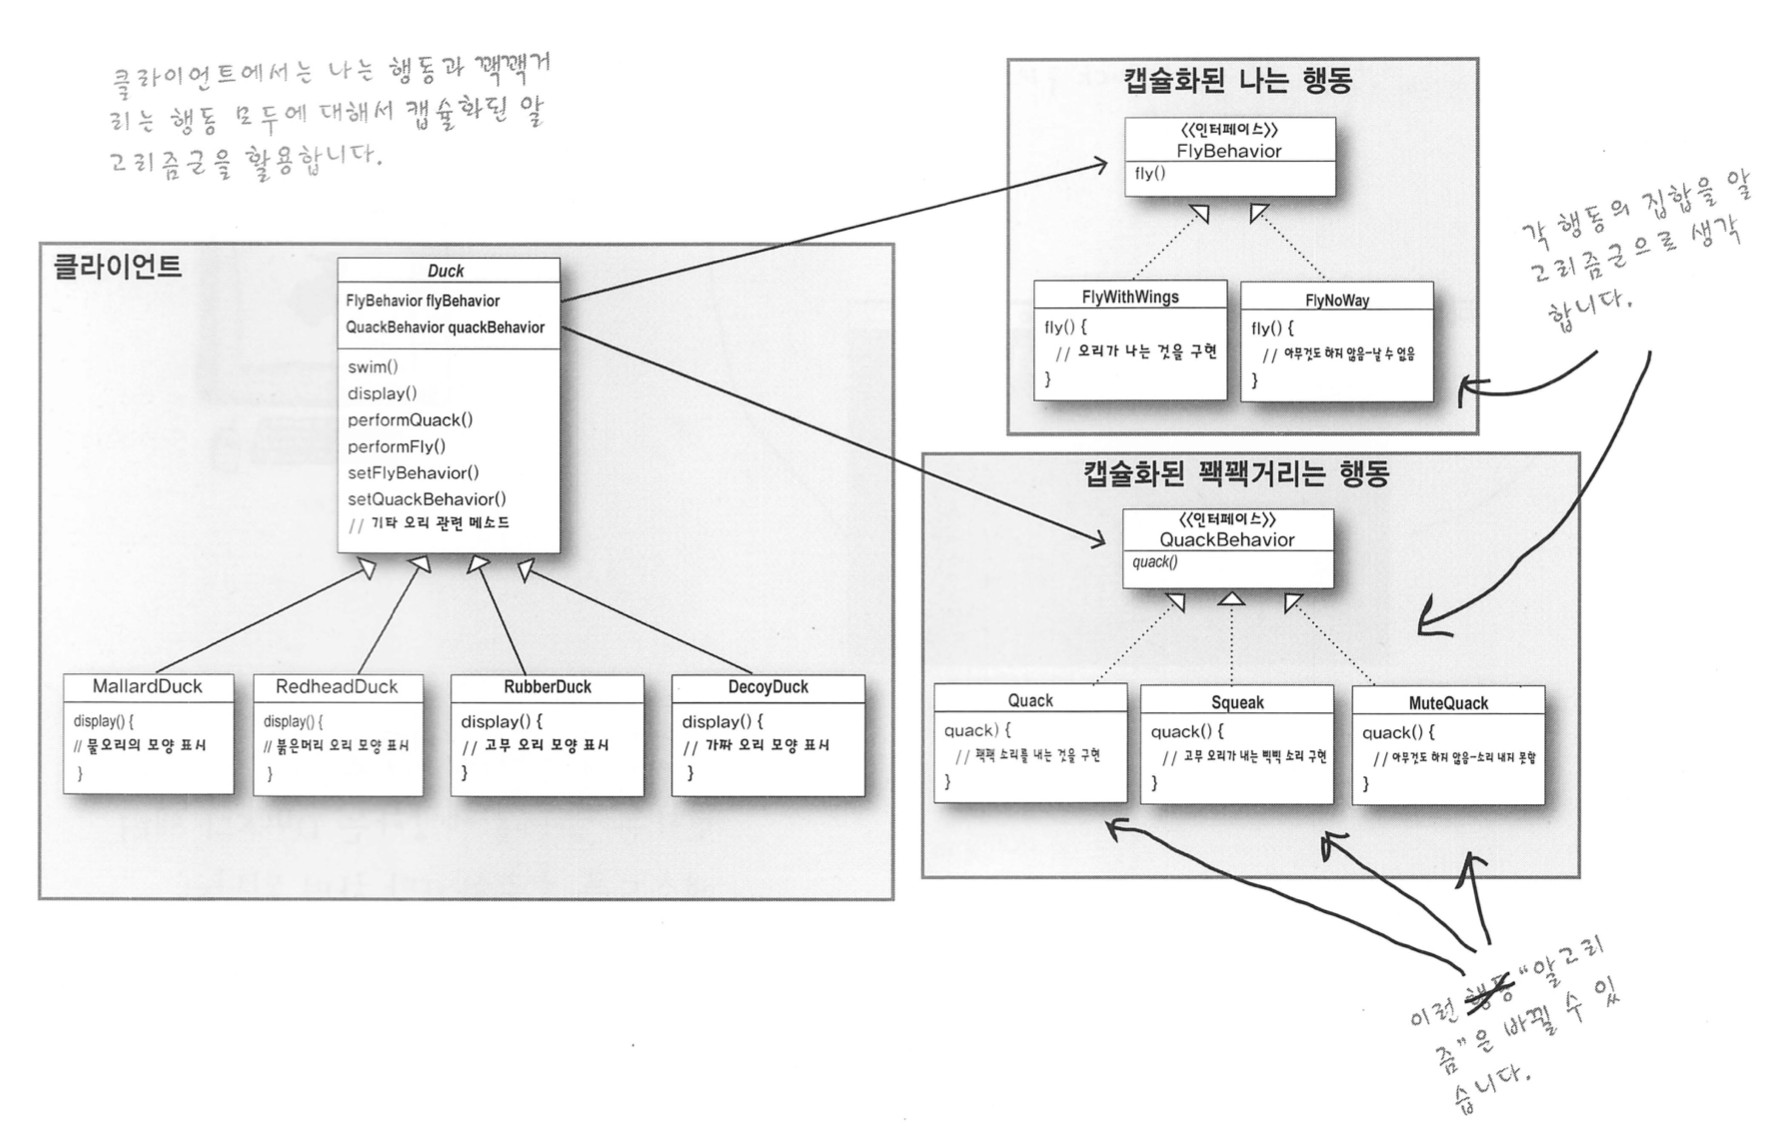 클라이언트에서는 나는 행동과 꽥꽥거
리는 행동 모두에 대해서 캡슐화된 알
고리즘군을 활용합니다.
클라이언트
Duck
FlyBehavior flyBehavior
QuackBehavior quackBehavior
swim()
display()
performQuack()
performFly()
setFlyBehavior()
setQuackBehavior()
// 기타 오리 관련 메소드
MallardDuck
display() {
// 물오리의 모양 표시
}
RedheadDuck
display() {
// 붉은머리 오리 모양 표시
}
RubberDuck
display() {
// 고무 오리 모양 표시
}
DecoyDuck
display() {
// 가짜 오리 모양 표시
}
캡슐화된 나는 행동
<<인터페이스>>
FlyBehavior
fly()
FlyWithWings
fly() {
// 오리가 나는 것을 구현
}
FlyNoWay
fly() {
// 아무것도 하지 않음-날 수 없음
}
각 행동의 집합을 알
고리즘군으로 생각
합니다.
캡슐화된 꽥꽥거리는 행동
<<인터페이스>>
QuackBehavior
quack()
Quack
quack) {
// 꽥꽥 소리를 내는 것을 구현
}
Squeak
quack() {
// 고무 오리가 내는 삑삑 소리 구현
}
MuteQuack
quack() {
// 아무것도 하지 않음-소리 내지 못함
}
이런 행동 "알고리
즘"은 바뀔 수 있
습니다.